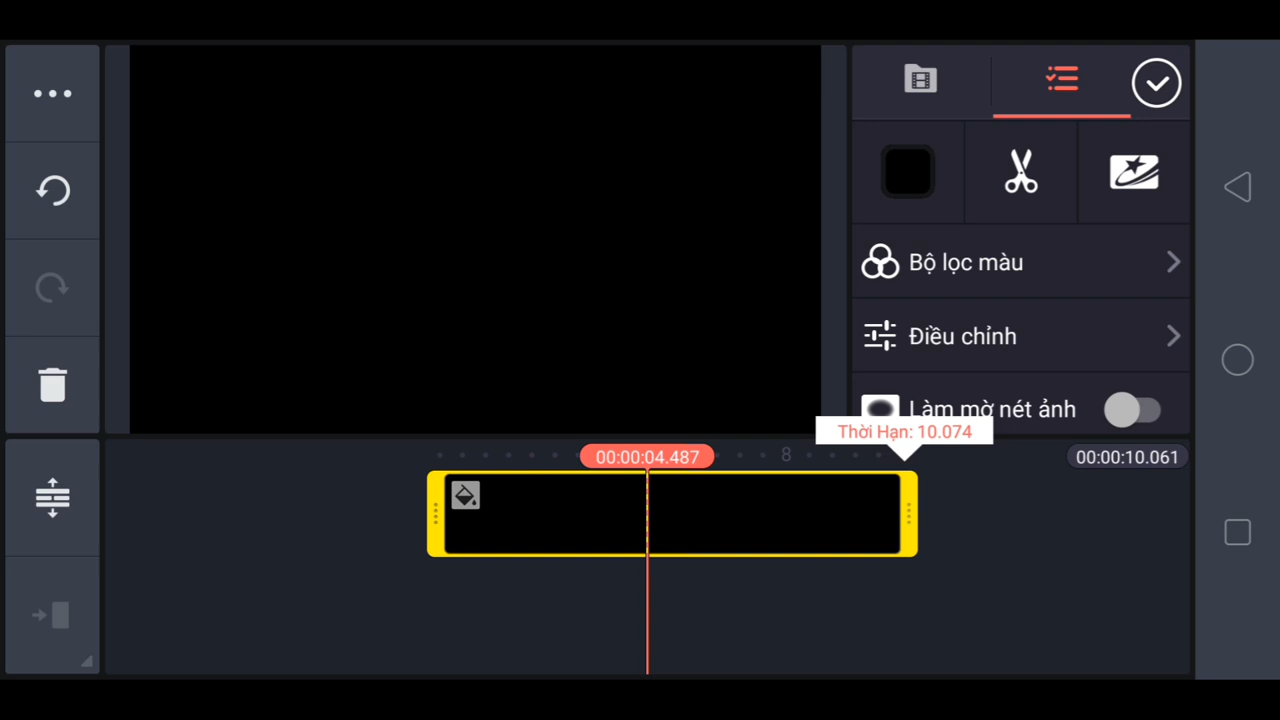 Bộ lọc màu
Điều chỉnh
Làm mờ nét ảnh
Thời Hạn: 10.074
00:00:04.487
8
00:00:10.061